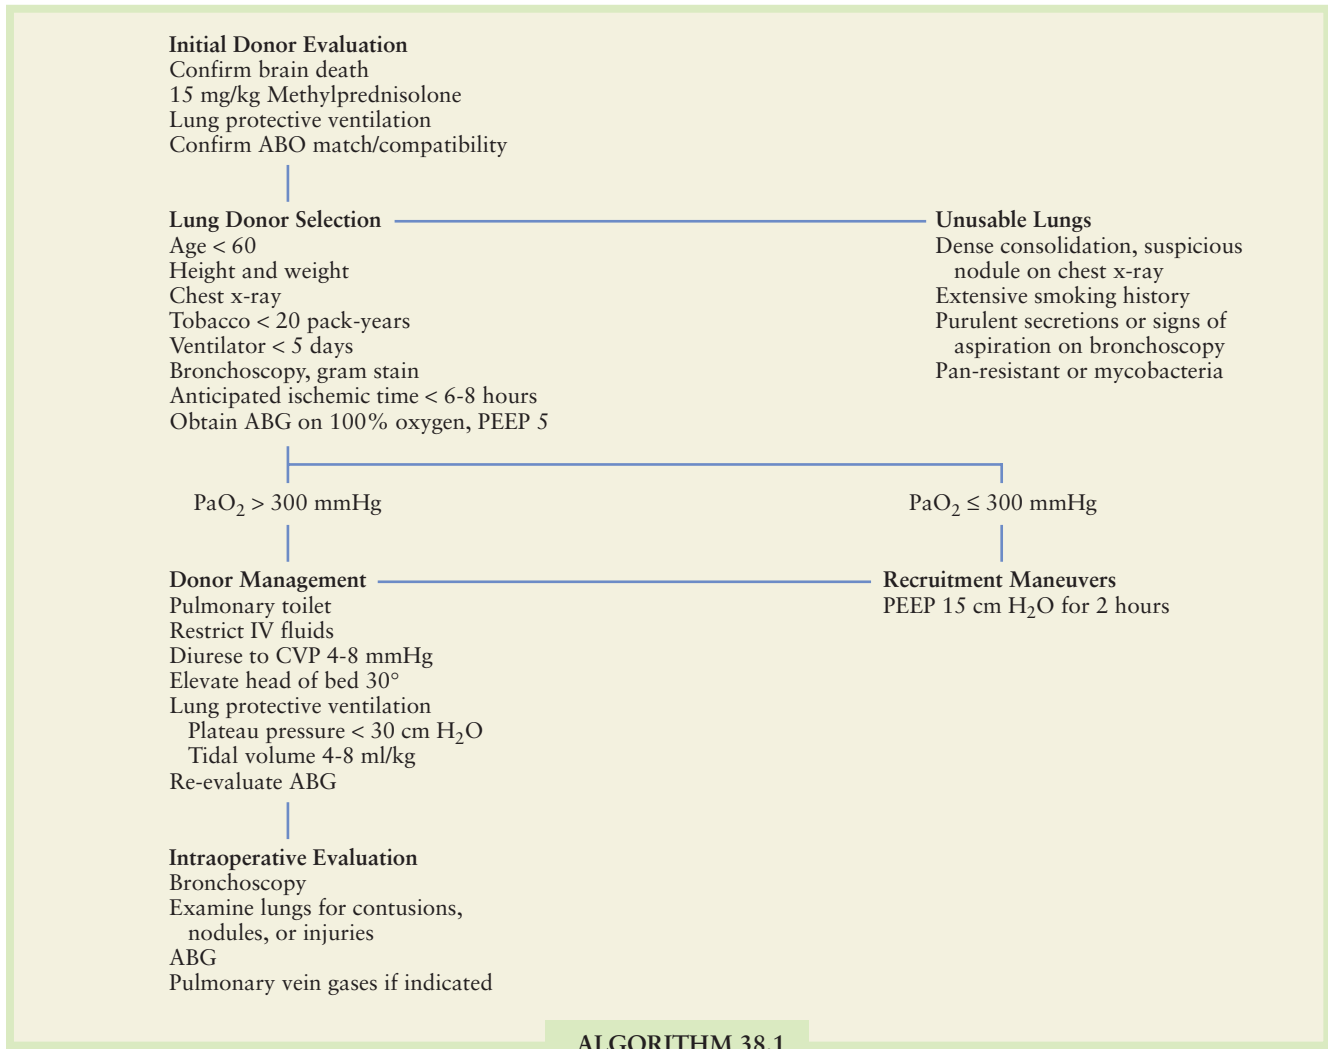 Initial Donor Evaluation
Confirm brain death
15 mg/kg Methylprednisolone
Lung protective ventilation
Confirm ABO match/compatibility
Lung Donor Selection
Age < 60
Height and weight
Chest x-ray
Tobacco < 20 pack-years
Ventilator < 5 days
Bronchoscopy, gram stain
Anticipated ischemic time < 6-8 hours
Obtain ABG on 100% oxygen, PEEP 5
Unusable Lungs
Dense consolidation, suspicious
nodule on chest x-ray
Extensive smoking history
Purulent secretions or signs of
aspiration on bronchoscopy
Pan-resistant or mycobacteria
PaO₂ > 300 mmHg
PaO₂ ≤ 300 mmHg
Donor Management
Pulmonary toilet
Restrict IV fluids
Diurese to CVP 4-8 mmHg
Elevate head of bed 30°
Lung protective ventilation
Plateau pressure < 30 cm H₂O
Tidal volume 4-8 ml/kg
Re-evaluate ABG
Recruitment Maneuvers
PEEP 15 cm H₂O for 2 hours
Intraoperative Evaluation
Bronchoscopy
Examine lungs for contusions,
nodules, or injuries
ABG
Pulmonary vein gases if indicated
ALGORITHM 38.1